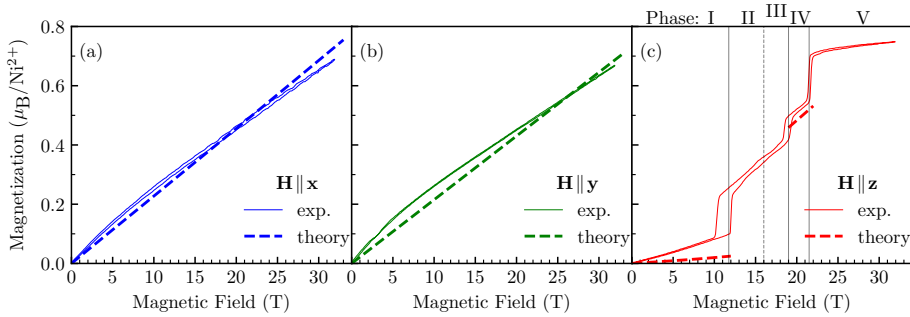 Phase: I II III IV V
(a) (b) (c)
Magnetization (μB/Ni²⁺)
0.8
0.6
0.4
0.2
0.0
H∥x
exp.
theory
H∥y
exp.
theory
H∥z
exp.
theory
0 5 10 15 20 25 30
0 5 10 15 20 25 30
0 5 10 15 20 25 30
Magnetic Field (T)
Magnetic Field (T)
Magnetic Field (T)